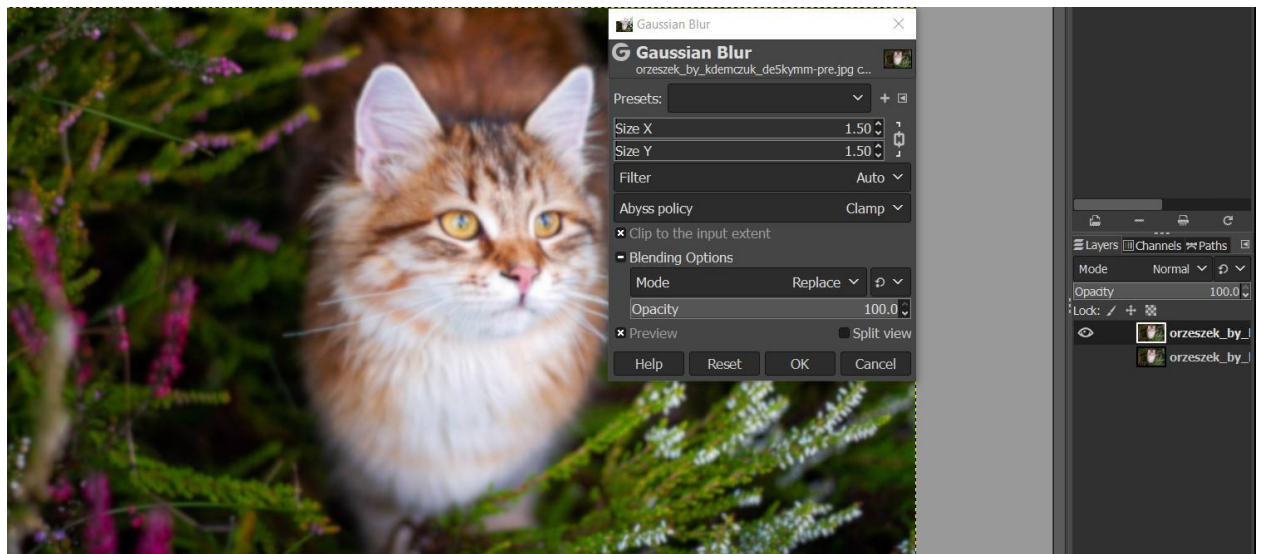 Gaussian Blur
Gaussian Blur
orzeszek_by_kdemczuk_de5kymm-pre.jpg c...
Presets:
Size X 1.50
Size Y 1.50
Filter Auto
Abyss policy Clamp
Clip to the input extent
Blending Options
Mode Replace
Opacity 100.0
Preview Split view
Help Reset OK Cancel
Layers Channels Paths
Mode Normal
Opacity 100.0
Lock:
orzeszek_by_
orzeszek_by_